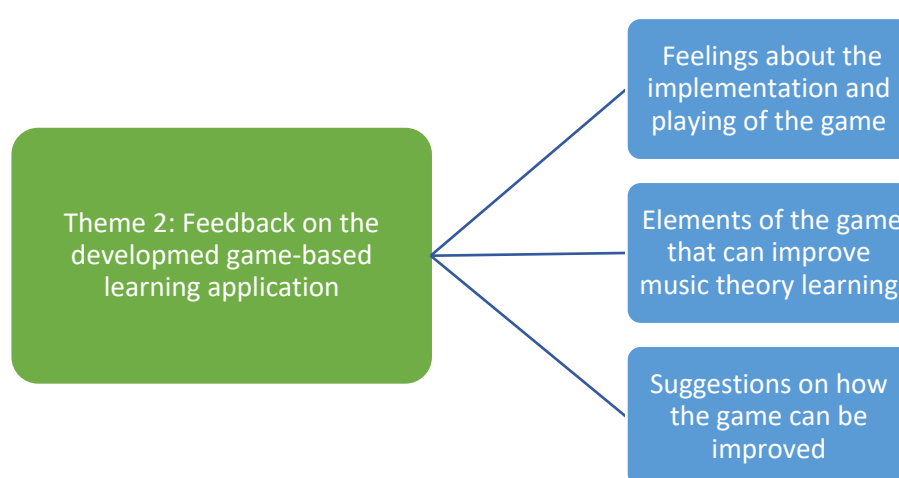 Theme 2: Feedback on the
developmed game-based
learning application
Feelings about the
implementation and
playing of the game
Elements of the game
that can improve
music theory learning
Suggestions on how
the game can be
improved